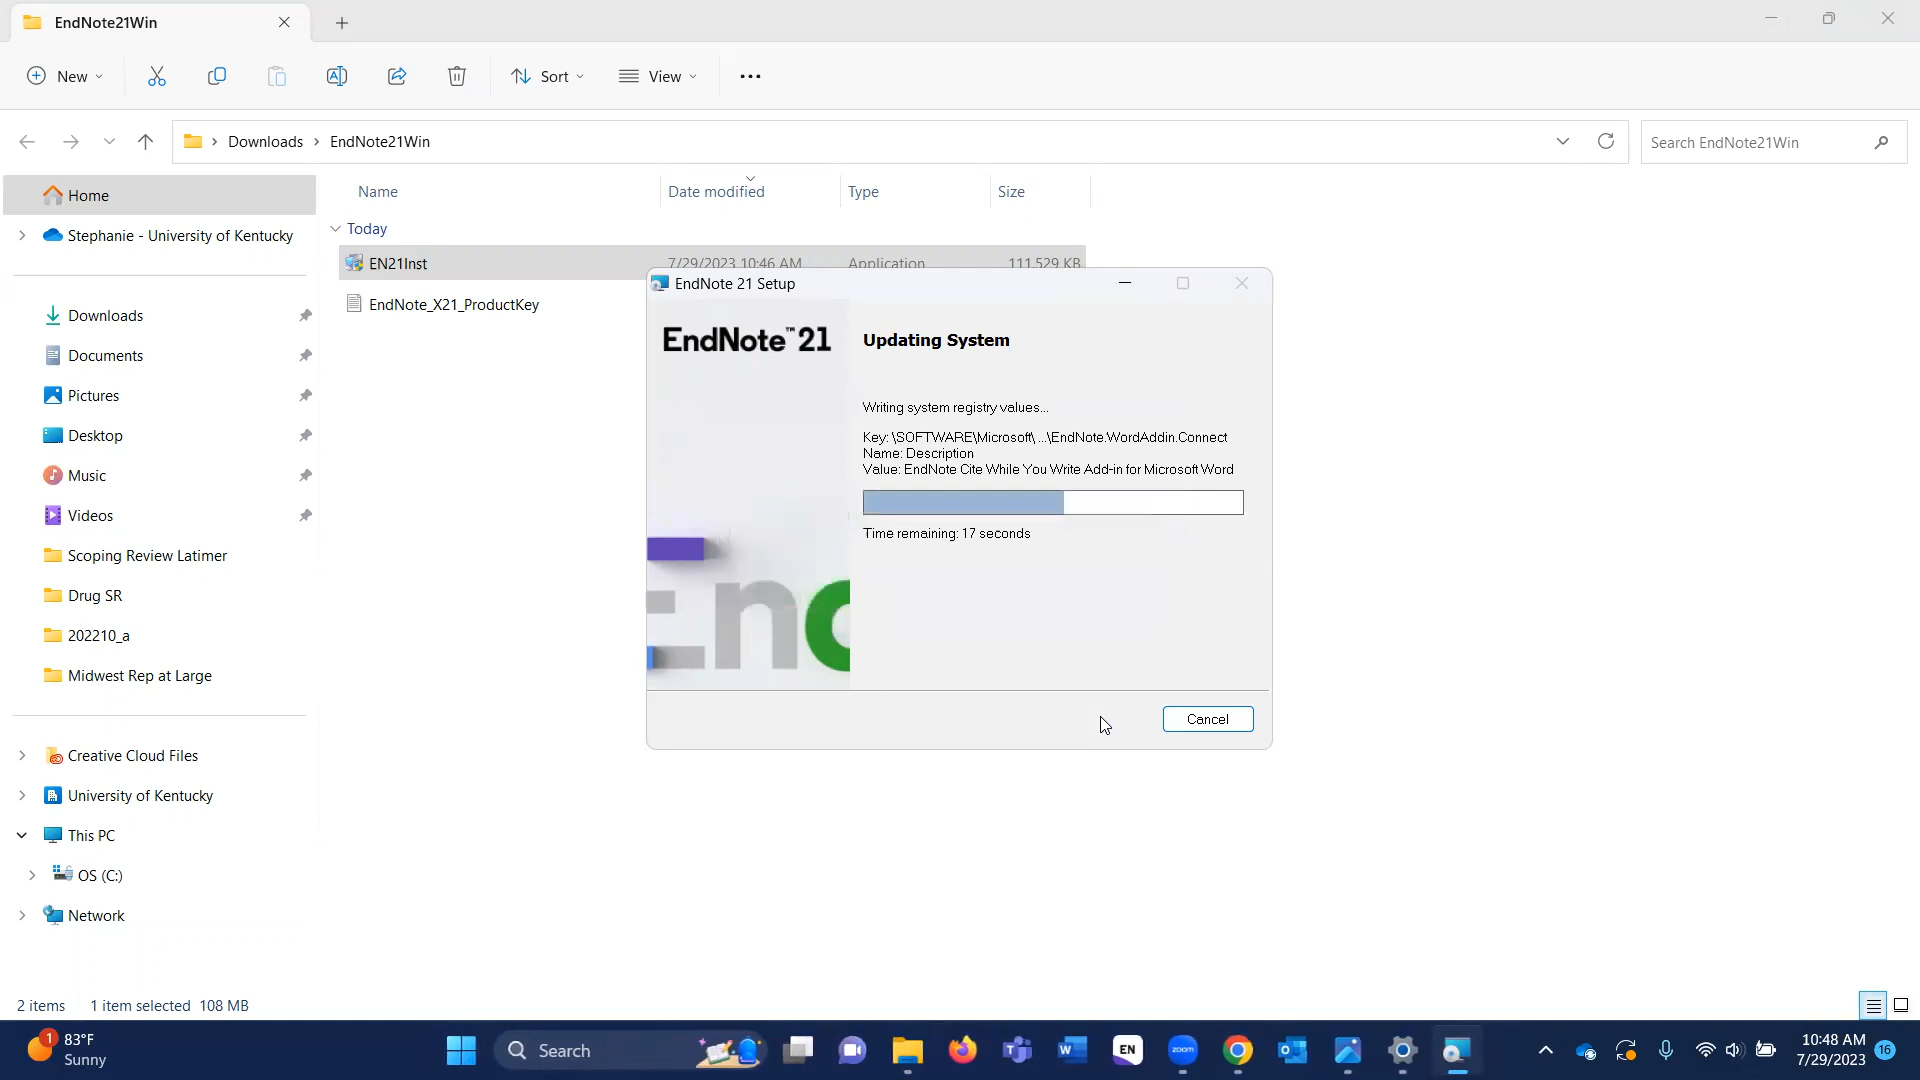 EndNote21Win
New
Sort
View
Downloads
EndNote21Win
Search EndNote21Win
Name
Date modified
Type
Size
Home
Stephanie - University of Kentucky
Downloads
Documents
Pictures
Desktop
Music
Videos
Scoping Review Latimer
Drug SR
202210_a
Midwest Rep at Large
Creative Cloud Files
University of Kentucky
This PC
OS (C:)
Network
Today
EN21Inst
7/29/2023 10:46 AM
Application
111,529 KB
EndNote_X21_ProductKey
EndNote 21 Setup
EndNote™ 21
Updating System
Writing system registry values...
Key: \SOFTWARE\Microsoft\ ...\EndNote.WordAddin.Connect
Name: Description
Value: EndNote Cite While You Write Add-in for Microsoft Word
Time remaining: 17 seconds
Cancel
2 items
1 item selected 108 MB
1
83°F
Sunny
Search
EN
zoom
10:48 AM
7/29/2023
16